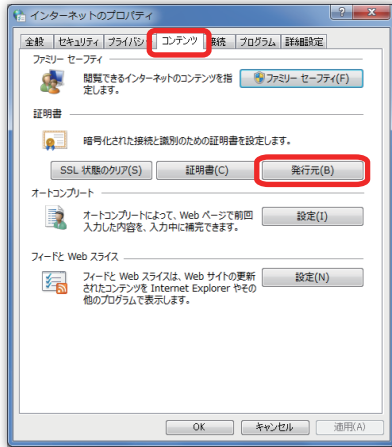 インターネットのプロパティ
全般 セキュリティ プライバシー コンテンツ 接続 プログラム 詳細設定
ファミリー セーフティ
閲覧できるインターネットのコンテンツを指
定します。
ファミリー セーフティ(F)
証明書
暗号化された接続と識別のための証明書を設定します。
SSL 状態のクリア(S) 証明書(C) 発行元(B)
オートコンプリート
オートコンプリートによって、Web ページで前回
入力した内容を、入力中に補完できます。
設定(I)
フィードと Web スライス
フィードと Web スライスは、Web サイトの更新
されたコンテンツを Internet Explorer やその
他のプログラムで表示します。
設定(N)
OK キャンセル 適用(A)